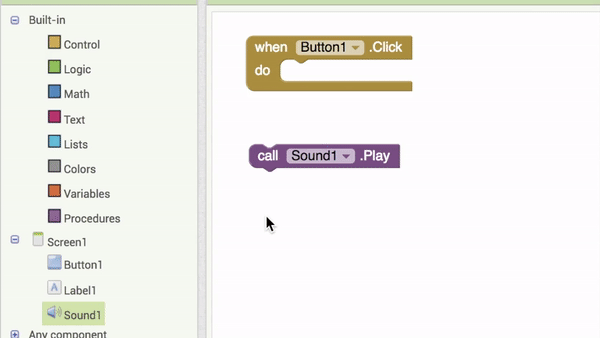 Built-in
Control
Logic
Math
Text
Lists
Colors
Variables
Procedures
Screen1
Button1
A Label1
Sound1
Any component
when Button1 .Click
do
call Sound1 .Play